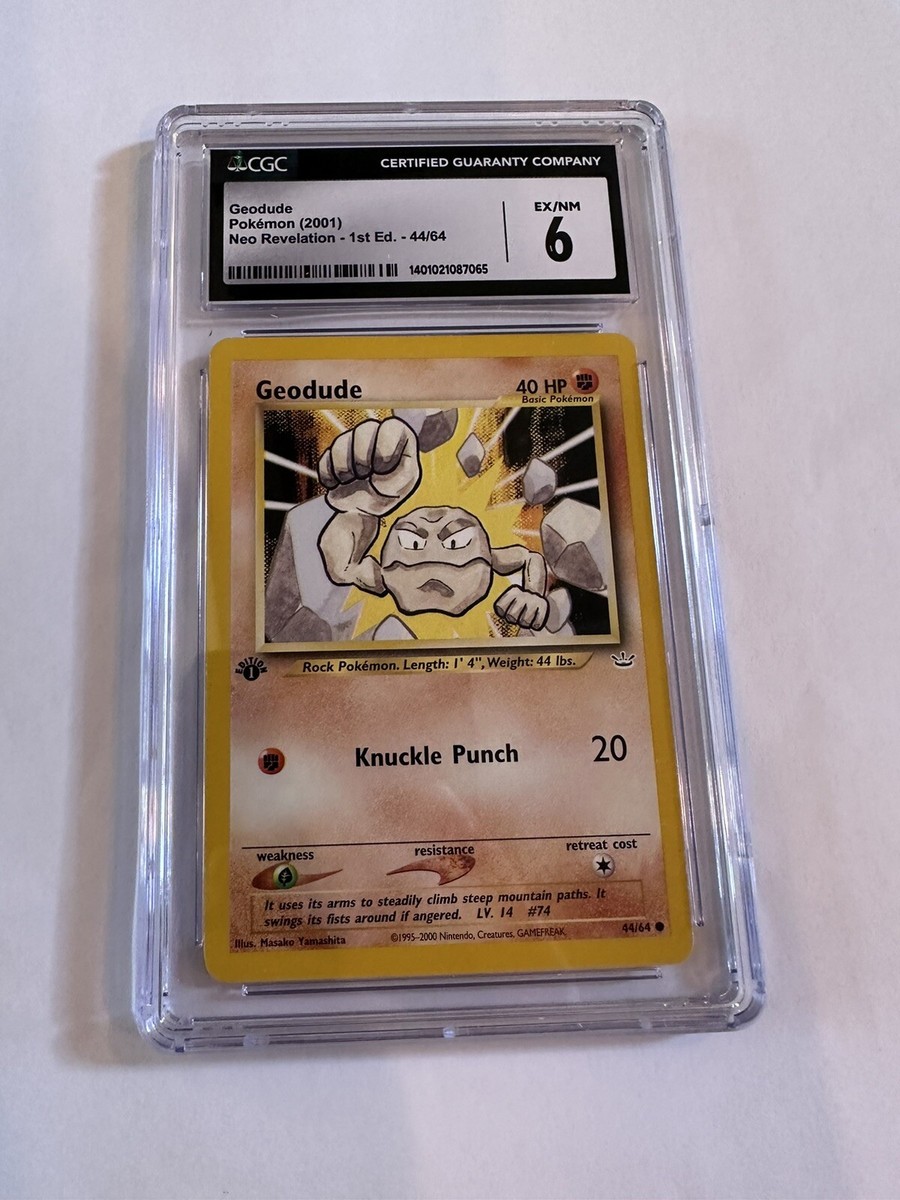 CGC CERTIFIED GUARANTY COMPANY
Geodude
Pokémon (2001)
Neo Revelation - 1st Ed. - 44/64
1401021087065
EX/NM
6
Geodude 40 HP
Basic Pokémon
Rock Pokémon. Length: 1' 4", Weight: 44 lbs.
EDITION
1
Knuckle Punch 20
weakness resistance retreat cost
It uses its arms to steadily climb steep mountain paths. It
swings its fists around if angered. LV. 14 #74
Illus. Masako Yamashita ©1995-2000 Nintendo, Creatures, GAMEFREAK 44/64